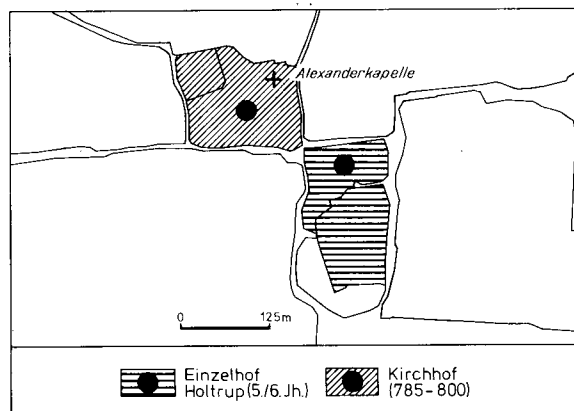 Alexanderkapelle
0 125m
Einzelhof
Holtrup (5./6. Jh.)
Kirchhof
(785-800)